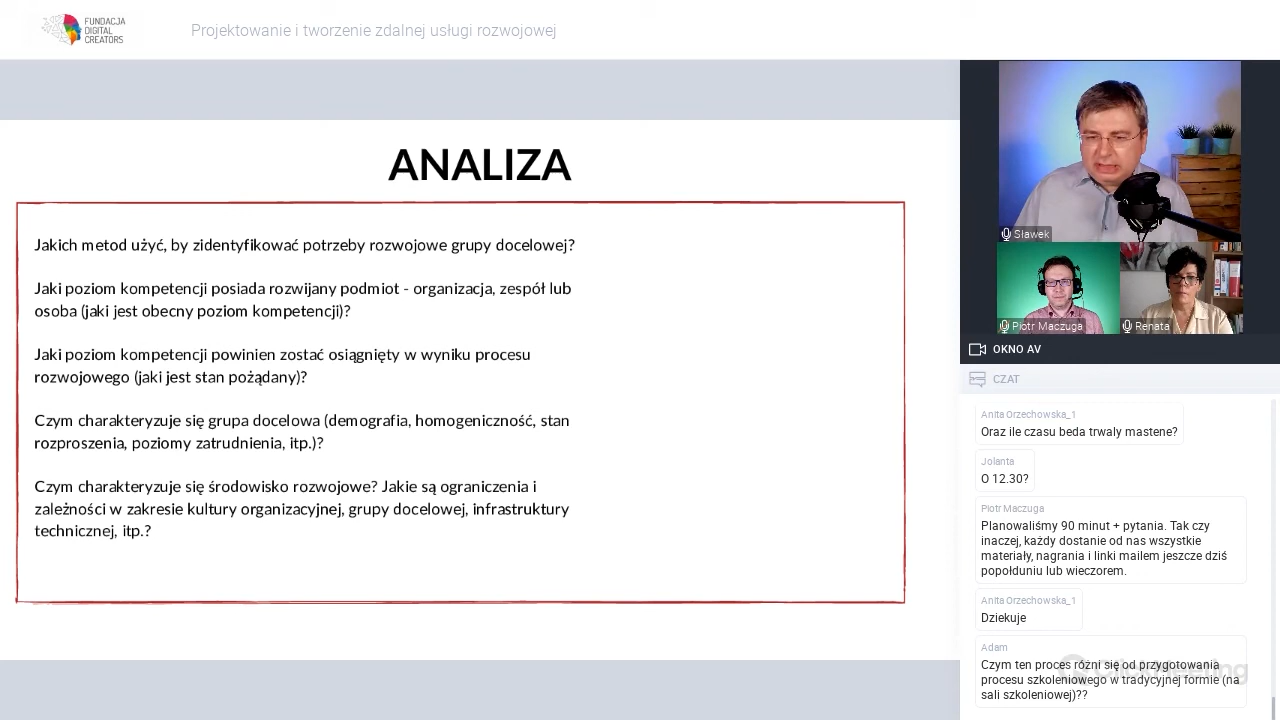 FUNDACJA
DIGITAL
CREATORS
Projektowanie i tworzenie zdalnej usługi rozwojowej
ANALIZA
Jakich metod użyć, by zidentyfikować potrzeby rozwojowe grupy docelowej?
Jaki poziom kompetencji posiada rozwijany podmiot - organizacja, zespół lub
osoba (jaki jest obecny poziom kompetencji)?
Jaki poziom kompetencji powinien zostać osiągnięty w wyniku procesu
rozwojowego (jaki jest stan pożądany)?
Czym charakteryzuje się grupa docelowa (demografia, homogeniczność, stan
rozproszenia, poziomy zatrudnienia, itp.)?
Czym charakteryzuje się środowisko rozwojowe? Jakie są ograniczenia i
zależności w zakresie kultury organizacyjnej, grupy docelowej, infrastruktury
technicznej, itp.?
Sławek
Piotr Maczuga
Renata
OKNO AV
CZAT
Anita Orzechowska_1
Oraz ile czasu beda trwaly mastene?
Jolanta
O 12.30?
Piotr Maczuga
Planowaliśmy 90 minut + pytania. Tak czy
inaczej, każdy dostanie od nas wszystkie
materiały, nagrania i linki mailem jeszcze dziś
popołduniu lub wieczorem.
Anita Orzechowska_1
Dziekuje
Adam
Czym ten proces różni się od przygotowania
procesu szkoleniowego w tradycyjnej formie (na
sali szkoleniowej)??
ClickMeeting